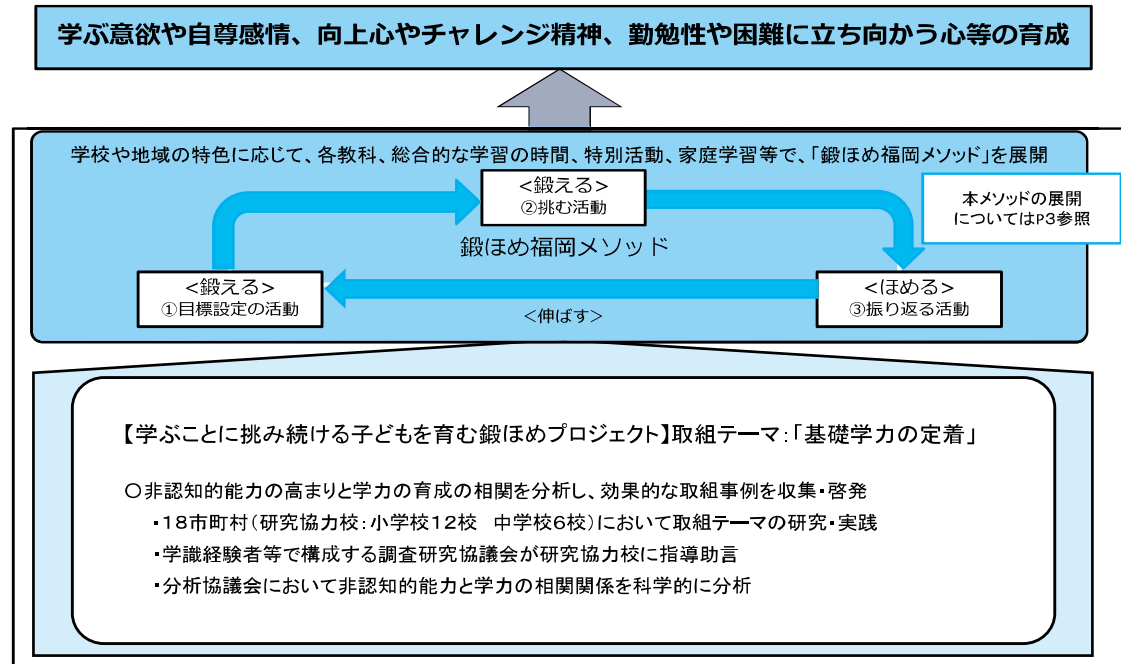 学ぶ意欲や自尊感情、向上心やチャレンジ精神、勤勉性や困難に立ち向かう心等の育成
学校や地域の特色に応じて、各教科、総合的な学習の時間、特別活動、家庭学習等で、「鍛ほめ福岡メソッド」を展開
<鍛える>
②挑む活動
本メソッドの展開
についてはP3参照
鍛ほめ福岡メソッド
<鍛える>
①目標設定の活動
<ほめる>
③振り返る活動
<伸ばす>
【学ぶことに挑み続ける子どもを育む鍛ほめプロジェクト】取組テーマ:「基礎学力の定着」
○非認知的能力の高まりと学力の育成の相関を分析し、効果的な取組事例を収集・啓発
・18市町村(研究協力校:小学校12校　中学校6校)において取組テーマの研究・実践
・学識経験者等で構成する調査研究協議会が研究協力校に指導助言
・分析協議会において非認知的能力と学力の相関関係を科学的に分析